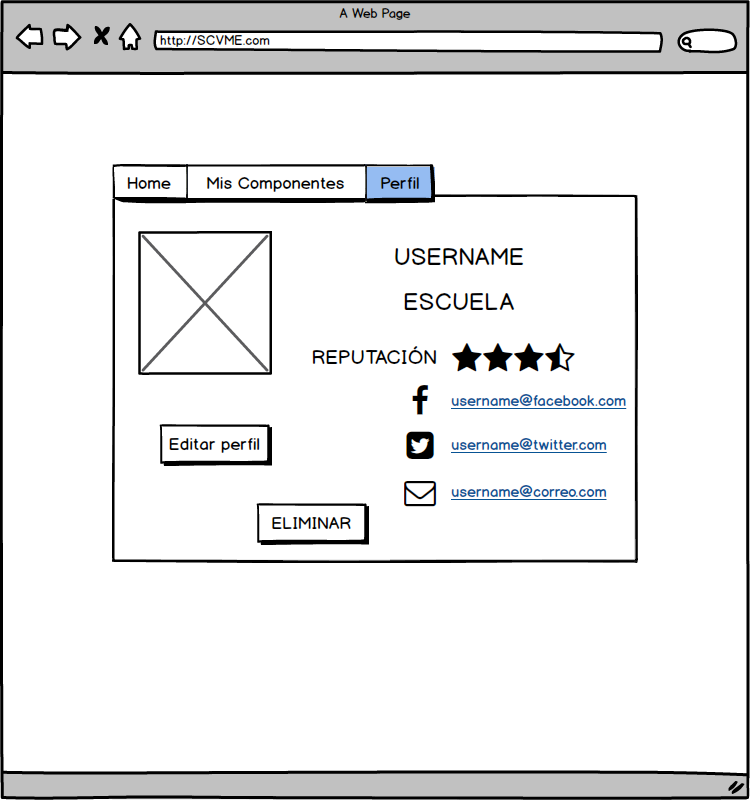 A Web Page
http://SCVME.com
Home Mis Componentes Perfil
USERNAME
ESCUELA
REPUTACIÓN
username@facebook.com
Editar perfil
username@twitter.com
username@correo.com
ELIMINAR